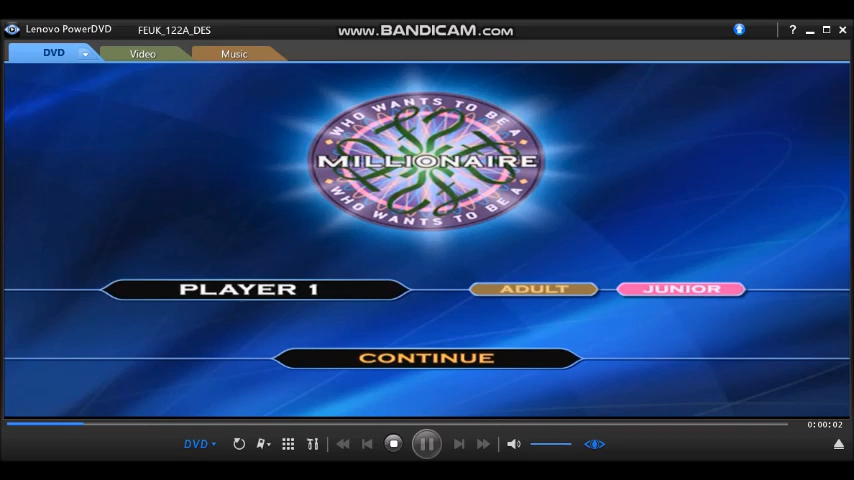 Lenovo PowerDVD
FEUK_122A_DES
www.BANDICAM.com
?
DVD
Video
Music
WHO WANTS TO BE A
MILLIONAIRE
WHO WANTS TO BE A
PLAYER 1
ADULT
JUNIOR
CONTINUE
0:00:02
DVD